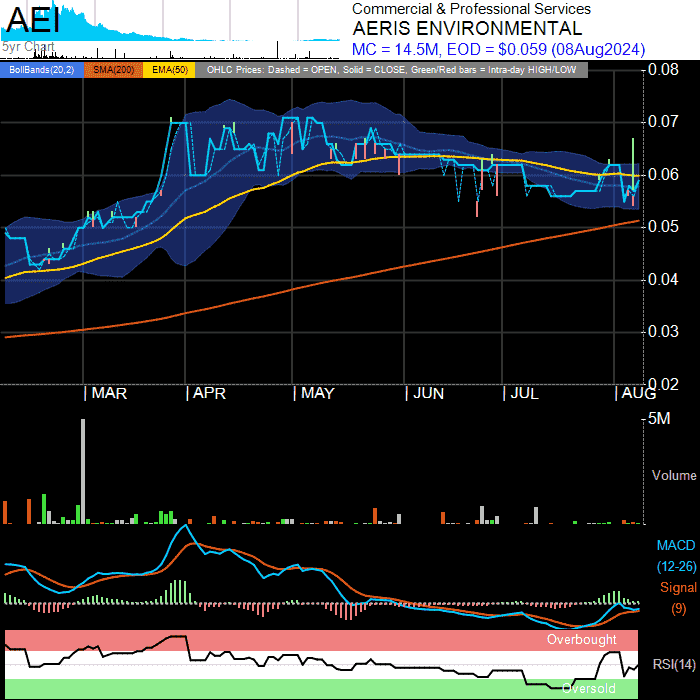 AEI
Commercial & Professional Services
AERIS ENVIRONMENTAL
MC = 14.5M, EOD = $0.059 (08Aug2024)
5yr Chart
BollBands(20,2) SMA(200) EMA(50) OHLC Prices: Dashed = OPEN, Solid = CLOSE, Green/Red bars = Intra-day HIGH/LOW
0.08
0.07
0.06
0.05
0.04
0.03
0.02
MAR APR MAY JUN JUL AUG
5M
Volume
MACD
(12-26)
Signal
(9)
Overbought
RSI(14)
Oversold